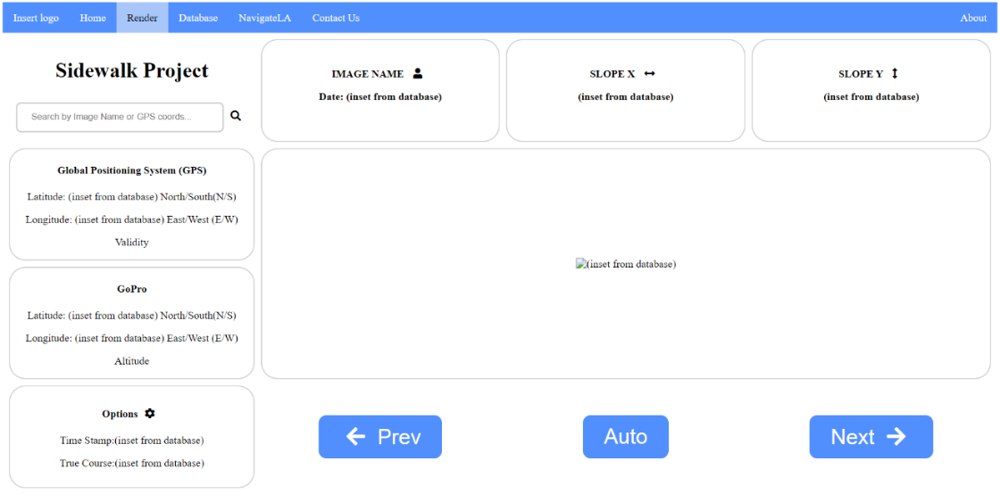 Insert logo Home Render Database NavigateLA Contact Us About
Sidewalk Project
Search by Image Name or GPS coords...
IMAGE NAME
Date: (inset from database)
SLOPE X
(inset from database)
SLOPE Y
(inset from database)
Global Positioning System (GPS)
Latitude: (inset from database) North/South(N/S)
Longitude: (inset from database) East/West (E/W)
Validity
(inset from database)
GoPro
Latitude: (inset from database) North/South(N/S)
Longitude: (inset from database) East/West (E/W)
Altitude
Options
Time Stamp:(inset from database)
True Course:(inset from database)
Prev
Auto
Next